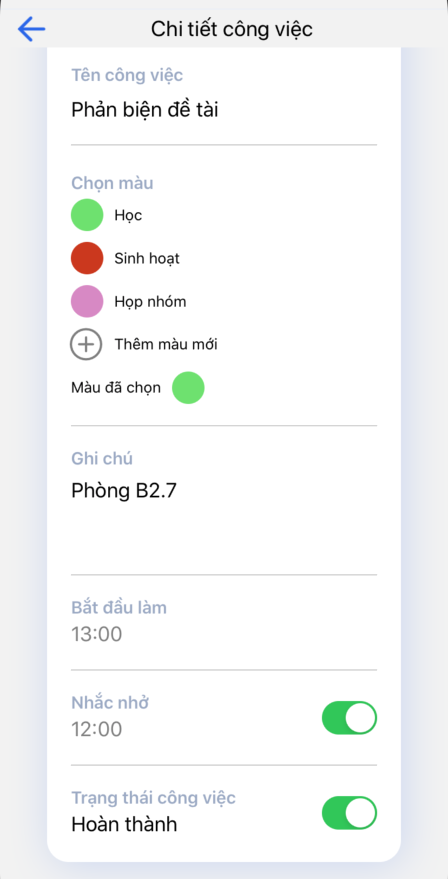 Chi tiết công việc
Tên công việc
Phản biện đề tài
Chọn màu
Học
Sinh hoạt
Họp nhóm
Thêm màu mới
Màu đã chọn
Ghi chú
Phòng B2.7
Bắt đầu làm
13:00
Nhắc nhở
12:00
Trạng thái công việc
Hoàn thành